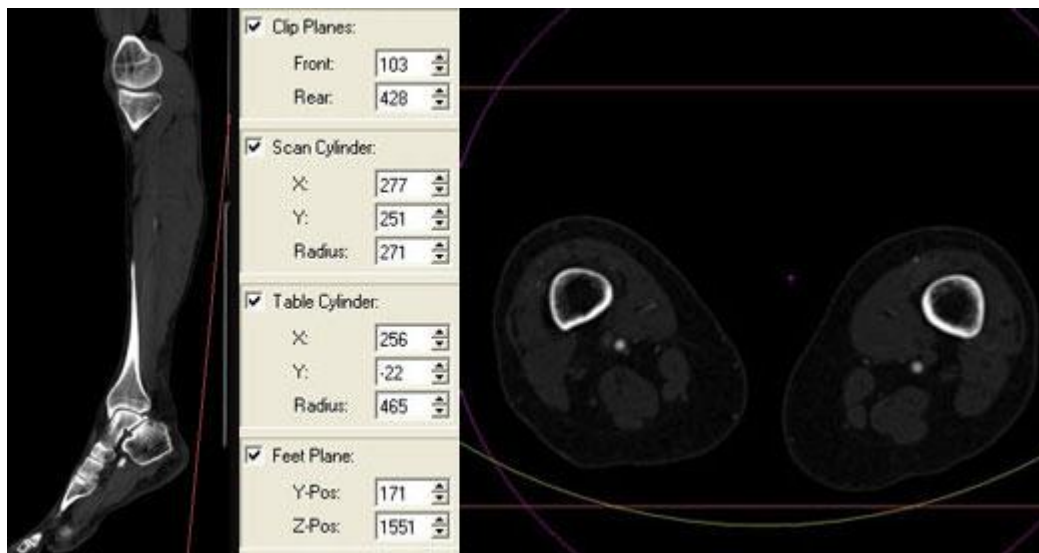 Clip Planes:
Front: 103
Rear: 428
Scan Cylinder:
X: 277
Y: 251
Radius: 271
Table Cylinder:
X: 256
Y: -22
Radius: 465
Feet Plane:
Y-Pos: 171
Z-Pos: 1551